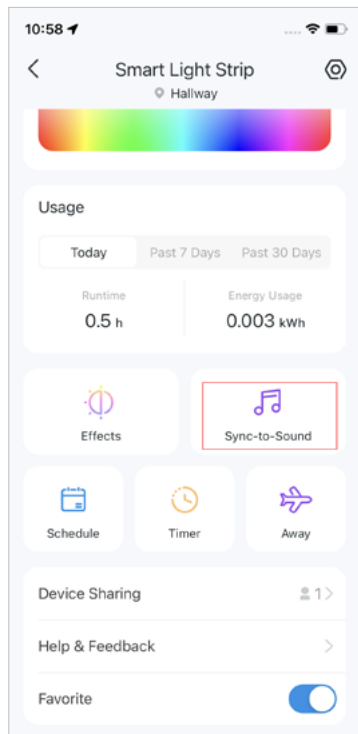 10:58
Smart Light Strip
Hallway
Usage
Today Past 7 Days Past 30 Days
Runtime Energy Usage
0.5 h 0.003 kWh
Effects Sync-to-Sound
Schedule Timer Away
Device Sharing 1
Help & Feedback
Favorite